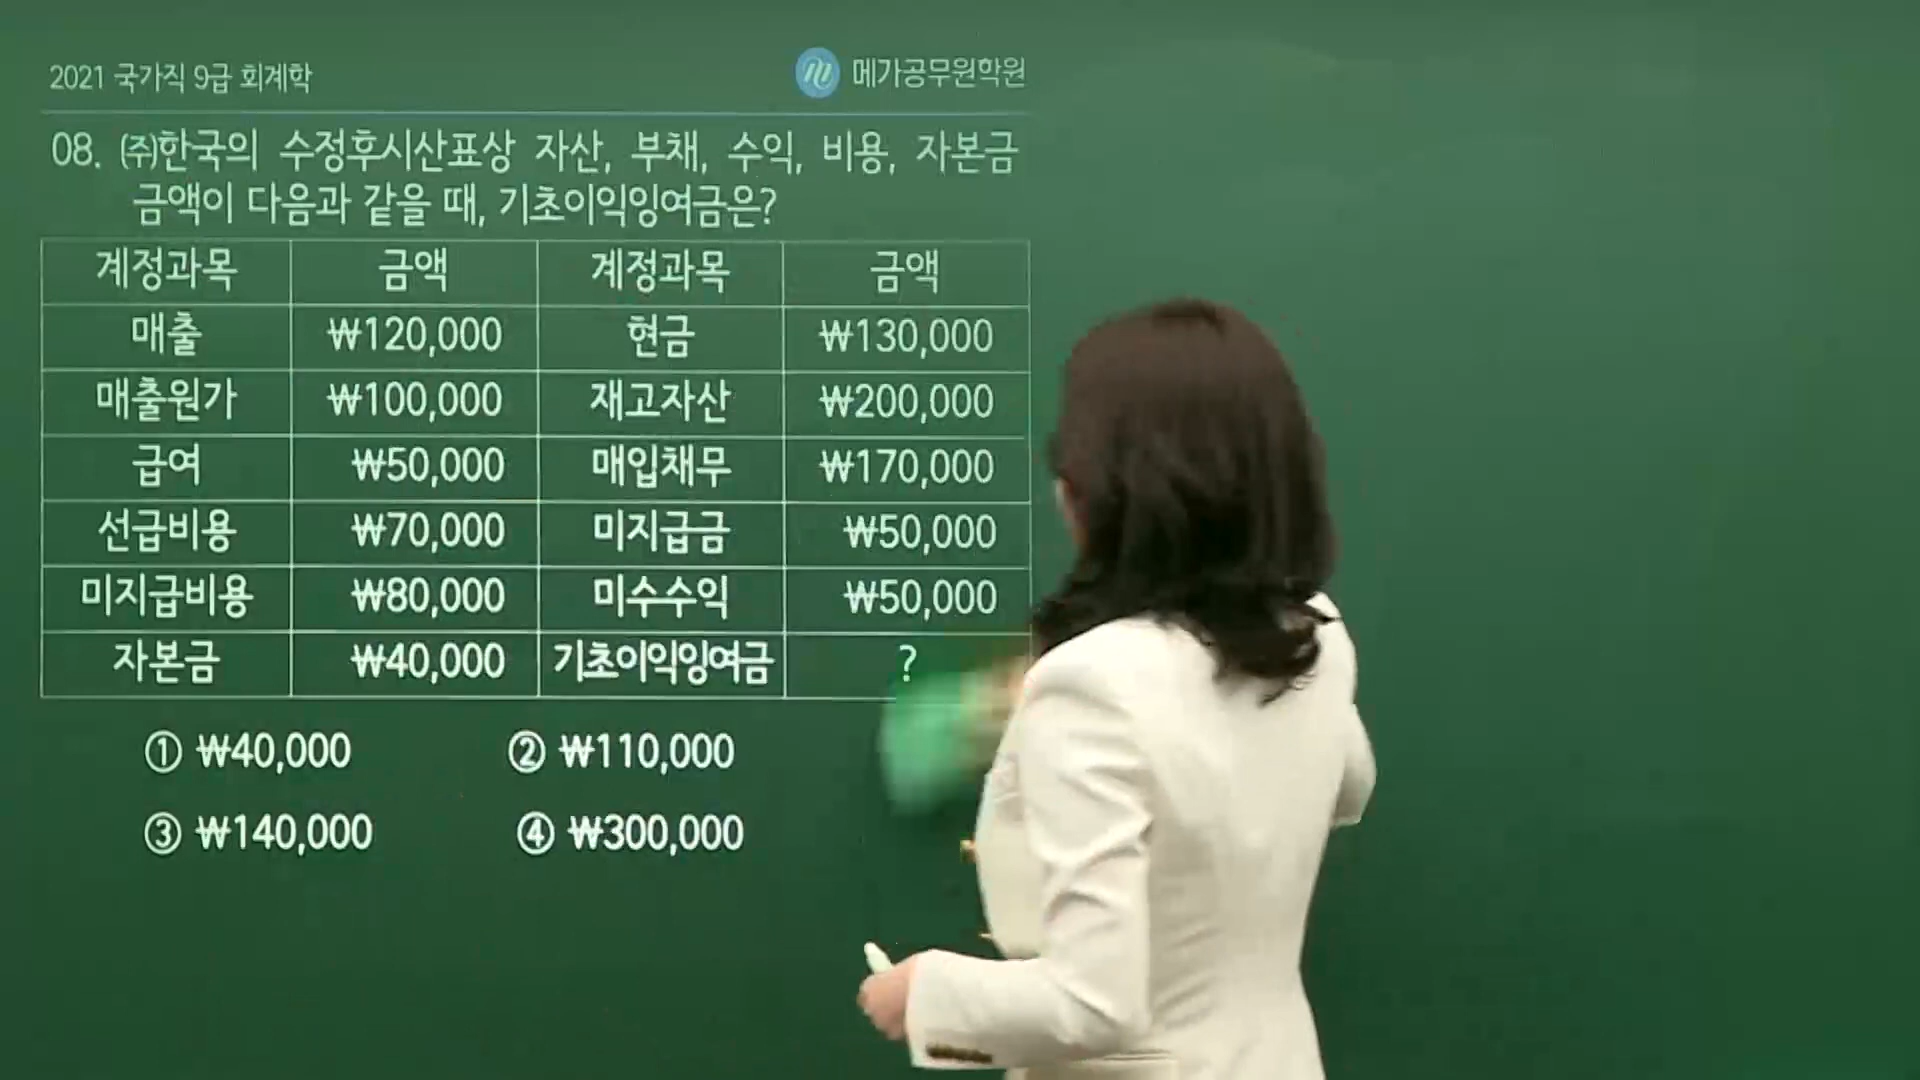 2021 국가직 9급 회계학
메가공무원학원
08. ㈜한국의 수정후시산표상 자산, 부채, 수익, 비용, 자본금
금액이 다음과 같을 때, 기초이익잉여금은?
계정과목 금액 계정과목 금액
매출 ₩120,000 현금 ₩130,000
매출원가 ₩100,000 재고자산 ₩200,000
급여 ₩50,000 매입채무 ₩170,000
선급비용 ₩70,000 미지급금 ₩50,000
미지급비용 ₩80,000 미수수익 ₩50,000
자본금 ₩40,000 기초이익잉여금 ?
① ₩40,000 ② ₩110,000
③ ₩140,000 ④ ₩300,000